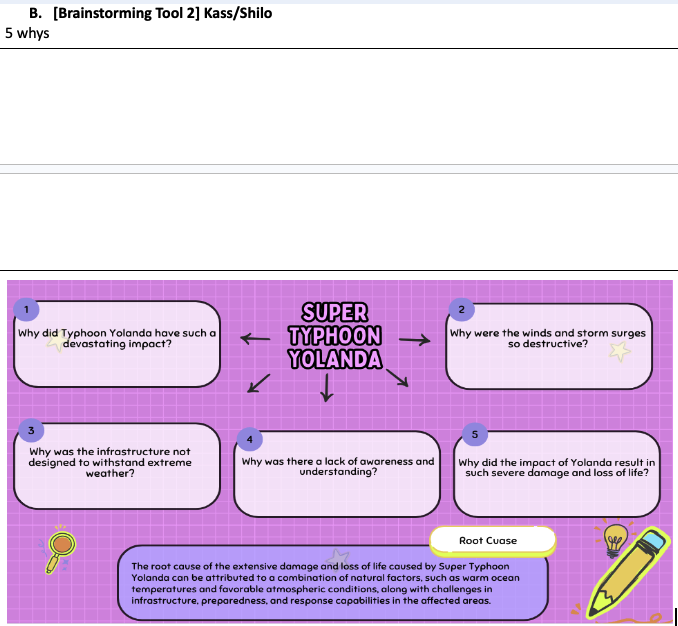 B. [Brainstorming Tool 2] Kass/Shilo
5 whys
SUPER
TYPHOON
YOLANDA
1
Why did Typhoon Yolanda have such a
devastating impact?
2
Why were the winds and storm surges
so destructive?
3
Why was the infrastructure not
designed to withstand extreme
weather?
4
Why was there a lack of awareness and
understanding?
5
Why did the impact of Yolanda result in
such severe damage and loss of life?
Root Cuase
The root cause of the extensive damage and loss of life caused by Super Typhoon
Yolanda can be attributed to a combination of natural factors, such as warm ocean
temperatures and favorable atmospheric conditions, along with challenges in
infrastructure, preparedness, and response capabilities in the affected areas.